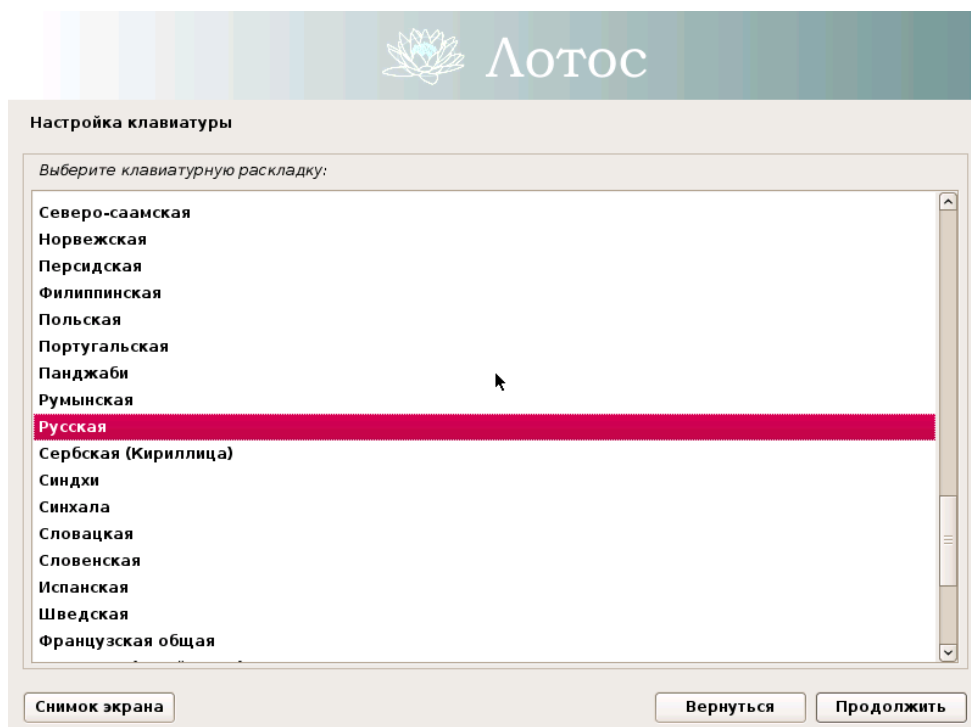 Лотос
Настройка клавиатуры
Выберите клавиатурную раскладку:
Северо-саамская
Норвежская
Персидская
Филиппинская
Польская
Португальская
Панджаби
Румынская
Русская
Сербская (Кириллица)
Синдхи
Синхала
Словацкая
Словенская
Испанская
Шведская
Французская общая
Снимок экрана
Вернуться
Продолжить